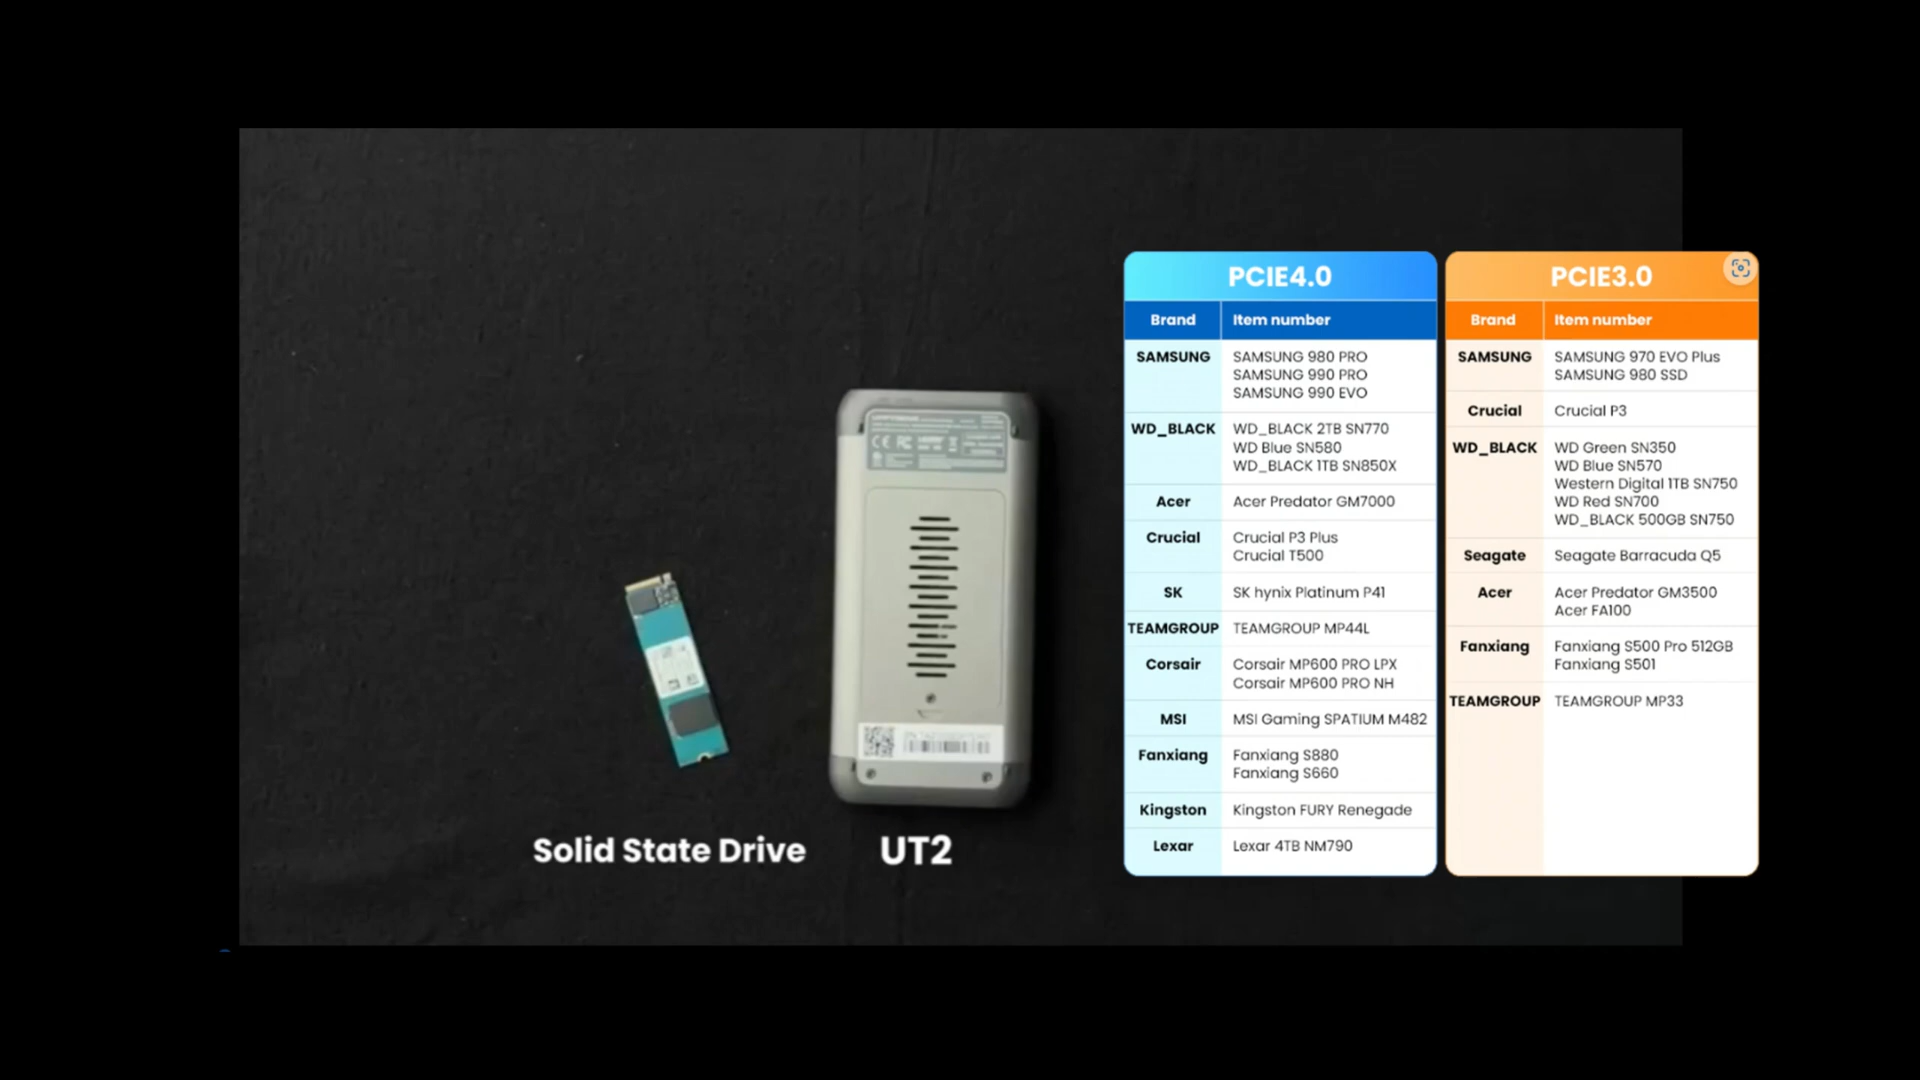 PCIE4.0
Brand Item number
SAMSUNG SAMSUNG 980 PRO
SAMSUNG 990 PRO
SAMSUNG 990 EVO
WD_BLACK WD_BLACK 2TB SN770
WD Blue SN580
WD_BLACK 1TB SN850X
Acer Acer Predator GM7000
Crucial Crucial P3 Plus
Crucial T500
SK SK hynix Platinum P41
TEAMGROUP TEAMGROUP MP44L
Corsair Corsair MP600 PRO LPX
Corsair MP600 PRO NH
MSI MSI Gaming SPATIUM M482
Fanxiang Fanxiang S880
Fanxiang S660
Kingston Kingston FURY Renegade
Lexar Lexar 4TB NM790
PCIE3.0
Brand Item number
SAMSUNG SAMSUNG 970 EVO Plus
SAMSUNG 980 SSD
Crucial Crucial P3
WD_BLACK WD Green SN350
WD Blue SN570
Western Digital 1TB SN750
WD Red SN700
WD_BLACK 500GB SN750
Seagate Seagate Barracuda Q5
Acer Acer Predator GM3500
Acer FA100
Fanxiang Fanxiang S500 Pro 512GB
Fanxiang S501
TEAMGROUP TEAMGROUP MP33
Solid State Drive
UT2